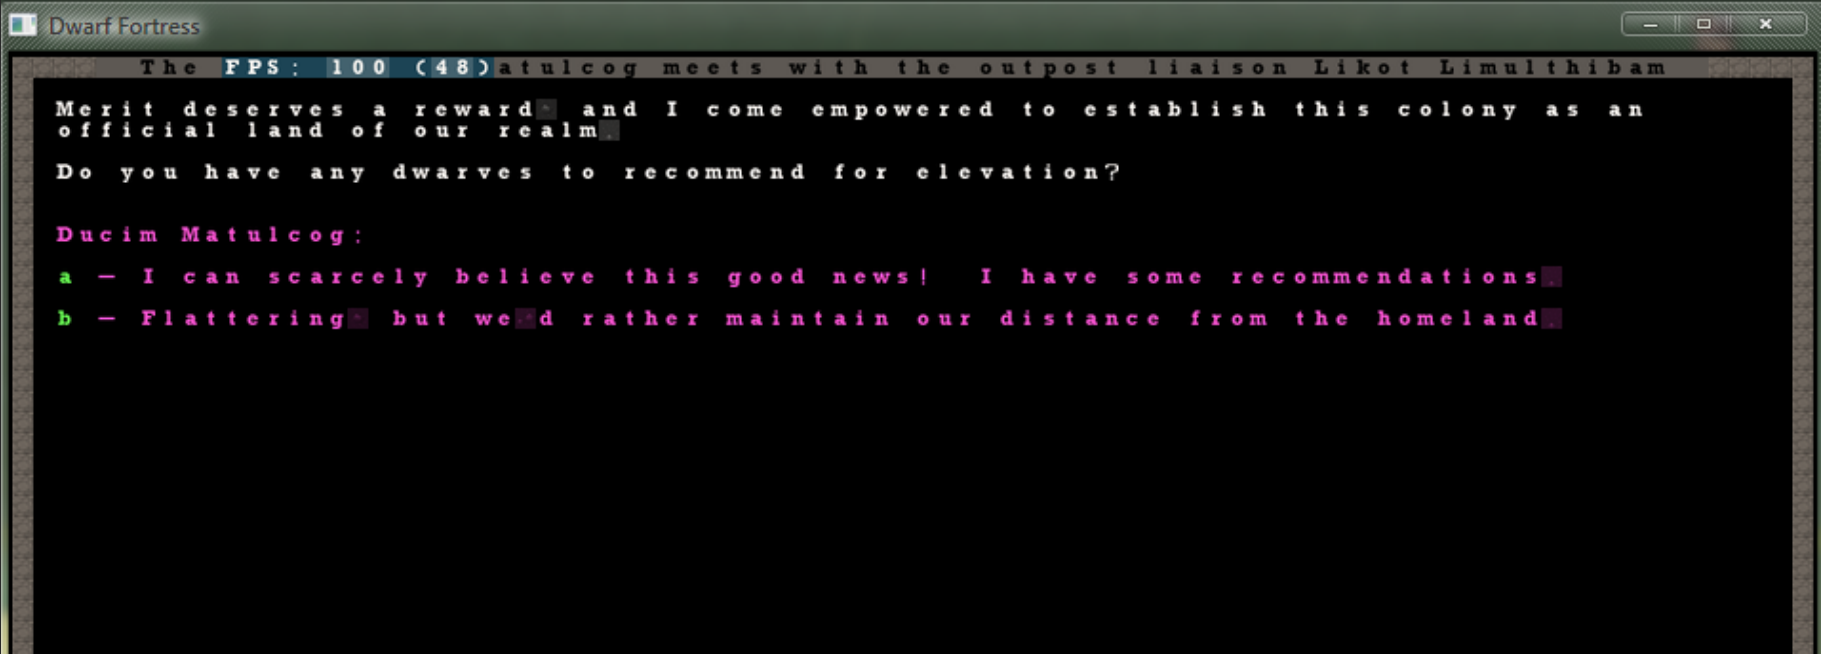 Dwarf Fortress
The FPS: 100 (48)atulcog meets with the outpost liaison Likot Limulthibam
Merit deserves a reward, and I come empowered to establish this colony as an
official land of our realm.
Do you have any dwarves to recommend for elevation?
Ducim Matulcog:
a - I can scarcely believe this good news! I have some recommendations.
b - Flattering, but we'd rather maintain our distance from the homeland.